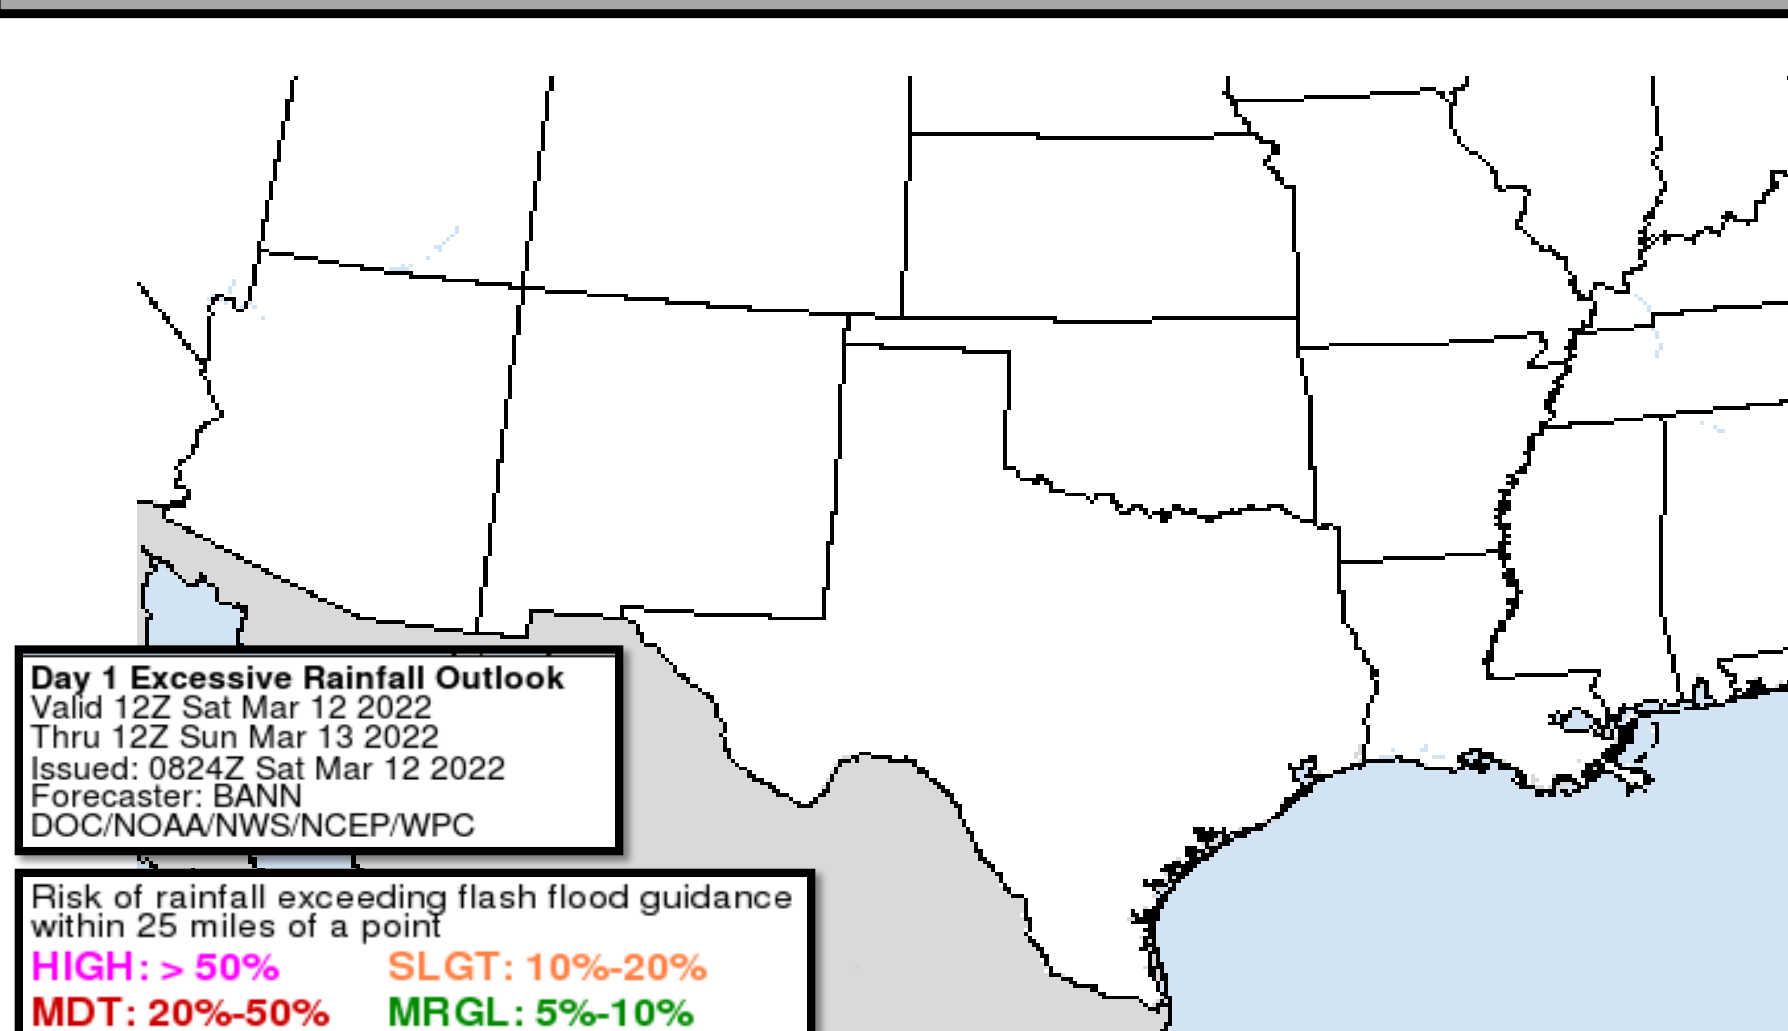 Day 1 Excessive Rainfall Outlook
Valid 12Z Sat Mar 12 2022
Thru 12Z Sun Mar 13 2022
Issued: 0824Z Sat Mar 12 2022
Forecaster: BANN
DOC/NOAA/NWS/NCEP/WPC
Risk of rainfall exceeding flash flood guidance
within 25 miles of a point
HIGH: > 50% SLGT: 10%-20%
MDT: 20%-50% MRGL: 5%-10%